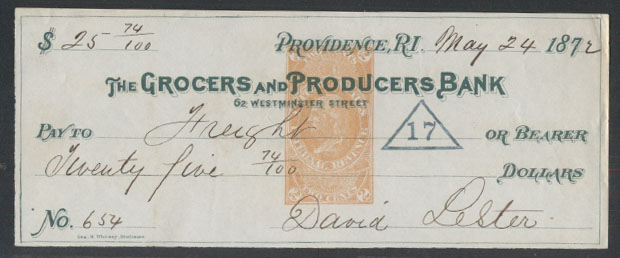 $ 25 74/100 PROVIDENCE, R.I. May 24 1872
THE GROCERS AND PRODUCERS BANK
62 WESTMINSTER STREET
PAY TO Freight OR BEARER
17
Twenty five 74/100 DOLLARS
No. 654 David Lester